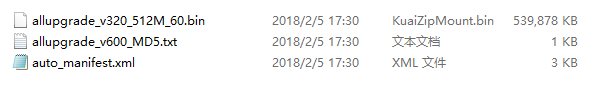 allupgrade_v320_512M_60.bin 2018/2/5 17:30 KuaiZipMount.bin 539,878 KB
allupgrade_v600_MD5.txt 2018/2/5 17:30 文本文档 1 KB
auto_manifest.xml 2018/2/5 17:30 XML 文件 3 KB